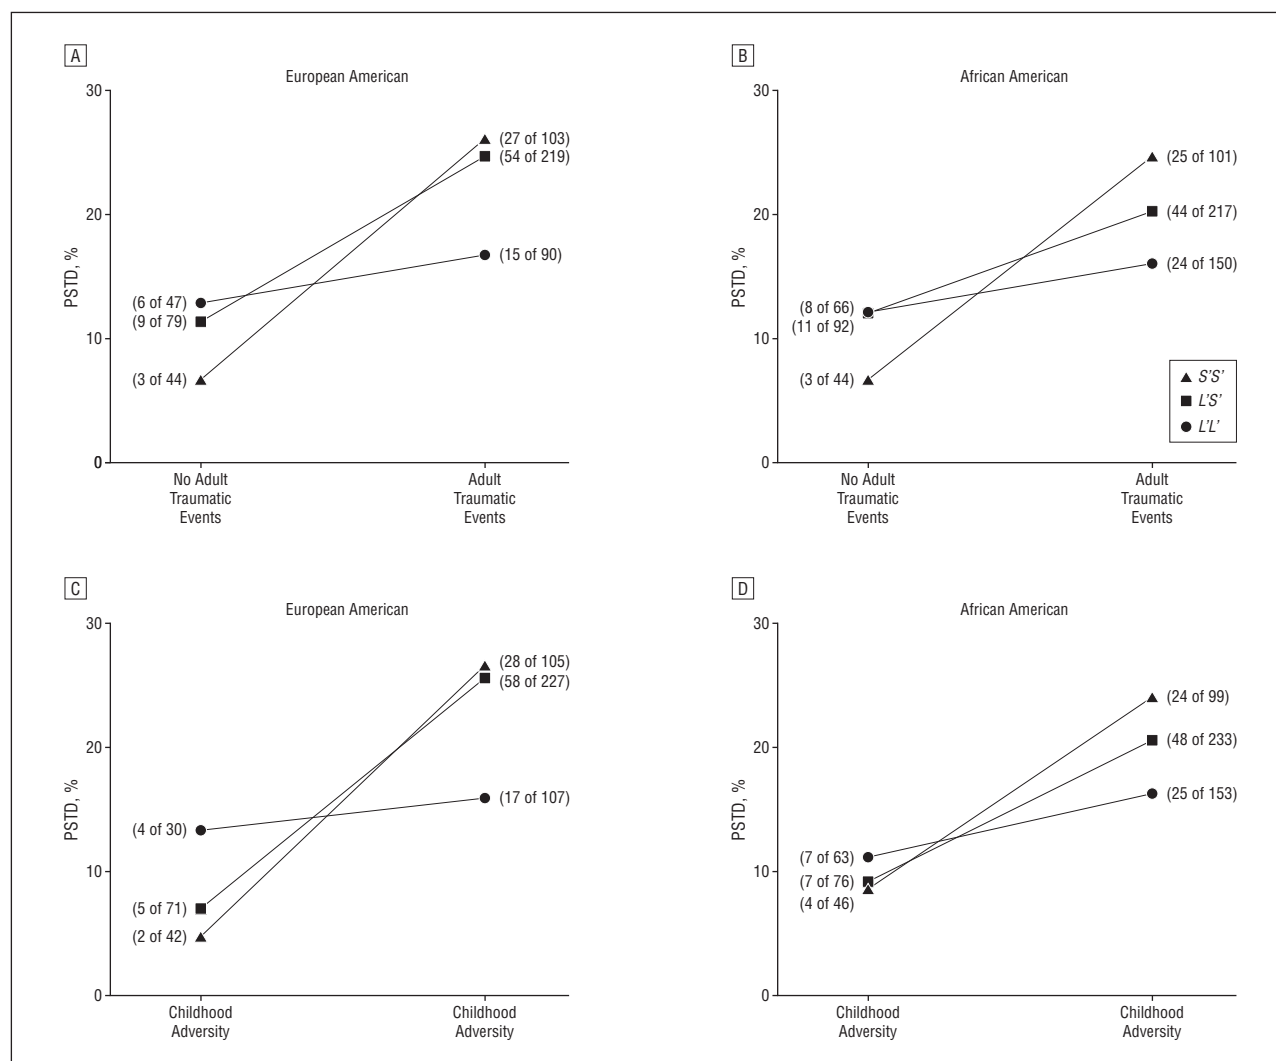 A
European American
30
20
10
0
PSTD, %
(27 of 103)
(54 of 219)
(15 of 90)
(6 of 47)
(9 of 79)
(3 of 44)
No Adult
Traumatic
Events
Adult
Traumatic
Events
B
African American
30
20
10
0
PSTD, %
(25 of 101)
(44 of 217)
(24 of 150)
(8 of 66)
(11 of 92)
(3 of 44)
S'S'
L'S'
L'L'
No Adult
Traumatic
Events
Adult
Traumatic
Events
C
European American
30
20
10
0
PSTD, %
(28 of 105)
(58 of 227)
(17 of 107)
(4 of 30)
(5 of 71)
(2 of 42)
Childhood
Adversity
Childhood
Adversity
D
African American
30
20
10
0
PSTD, %
(24 of 99)
(48 of 233)
(25 of 153)
(7 of 63)
(7 of 76)
(4 of 46)
Childhood
Adversity
Childhood
Adversity